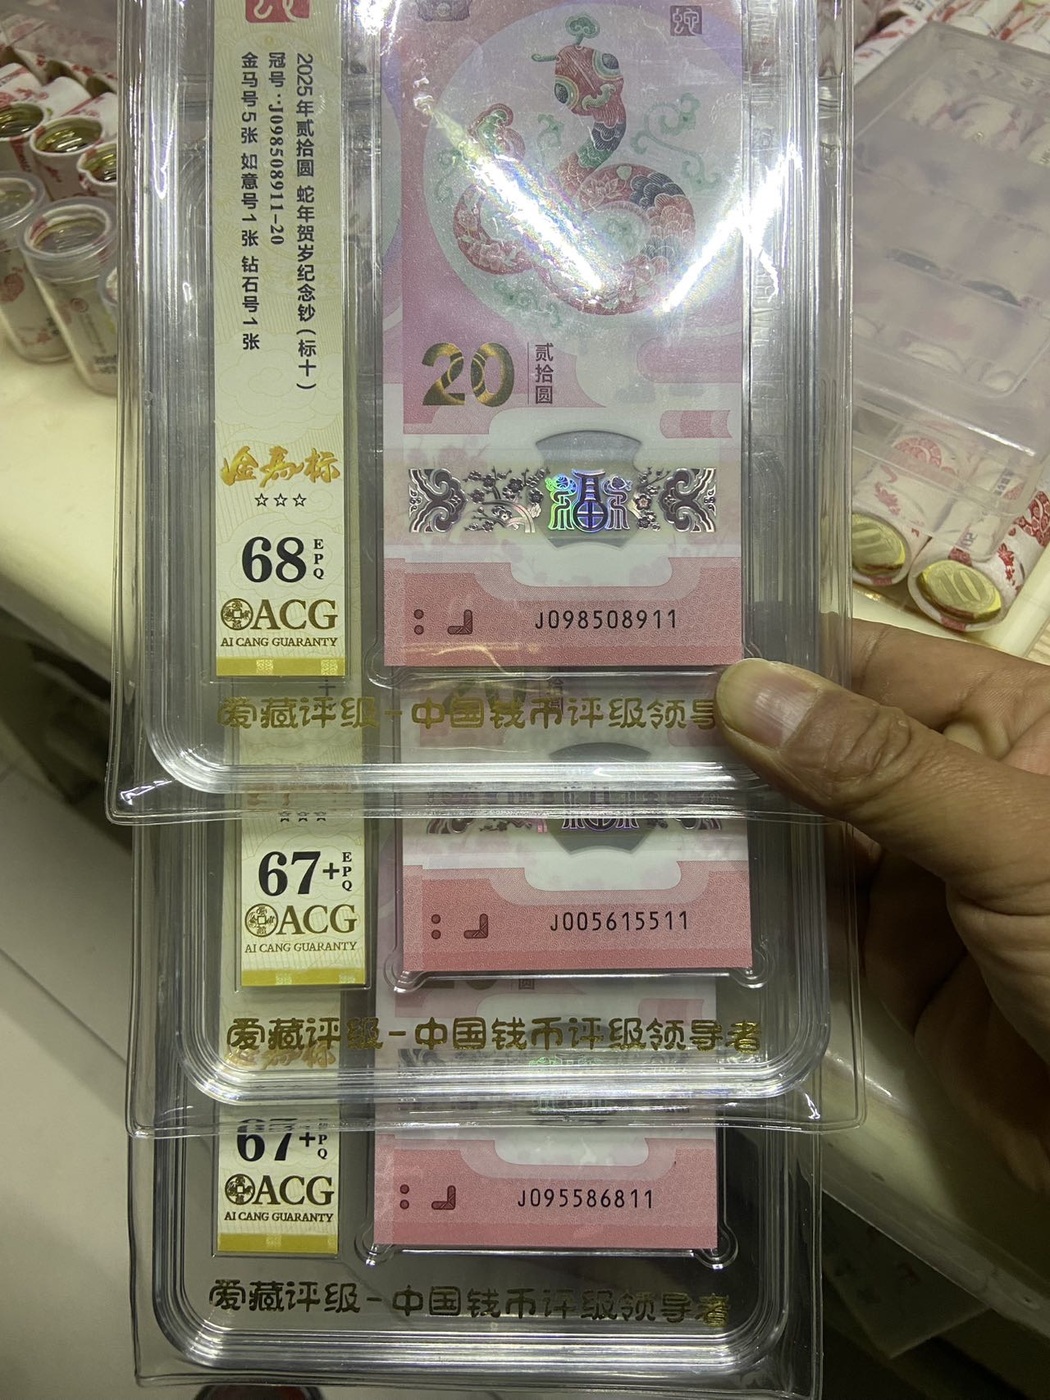 2025年贰拾圆 蛇年贺岁纪念钞(标十)
冠号:J098508911-20
金马号5张 如意号1张 钻石号1张
金马标
☆☆☆
68 EPQ
ACG
AI CANG GUARANTY
蛇
20 贰拾圆
J098508911
爱藏评级-中国钱币评级领导
67+ EPQ
ACG
AI CANG GUARANTY
J005615511
爱藏评级-中国钱币评级领导者
67+ EPQ
ACG
AI CANG GUARANTY
J095586811
爱藏评级-中国钱币评级领导者